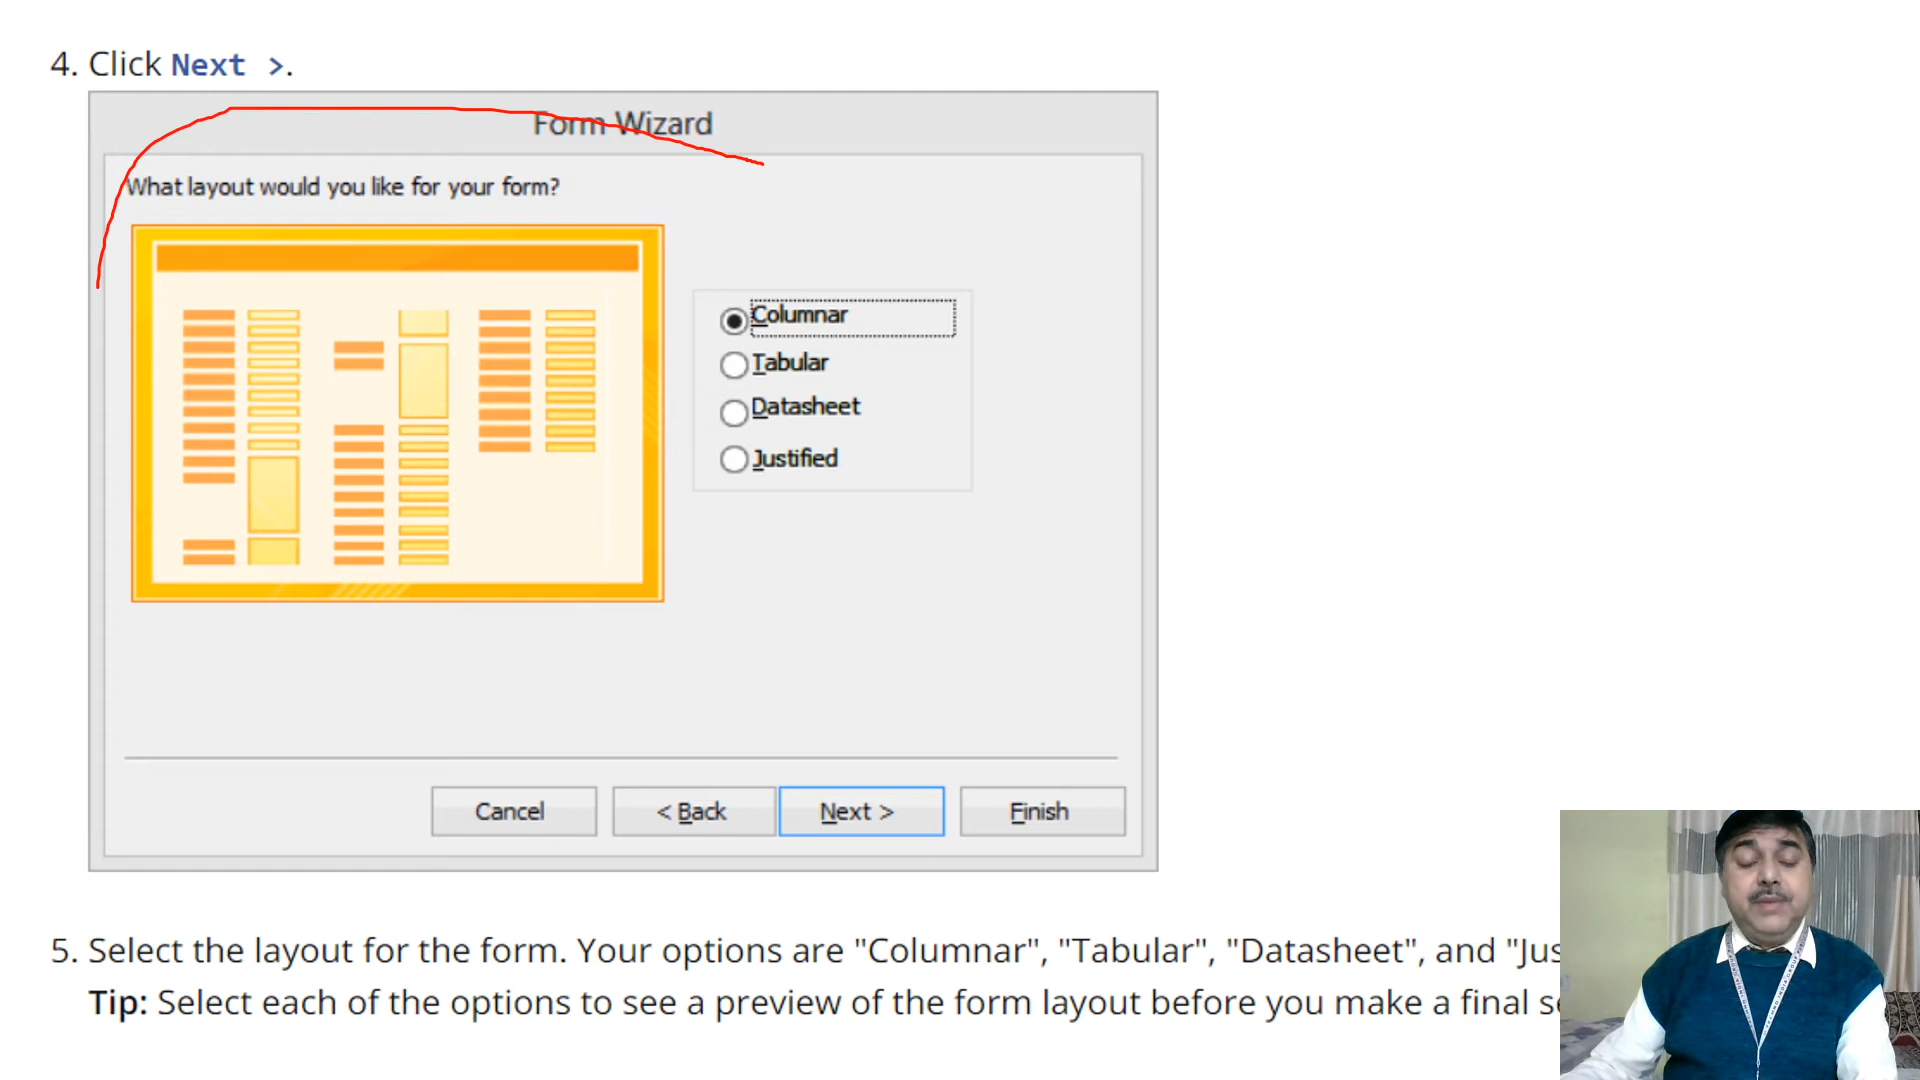 4. Click Next >.
Form Wizard
What layout would you like for your form?
Columnar
Tabular
Datasheet
Justified
Cancel
< Back
Next >
Finish
5. Select the layout for the form. Your options are "Columnar", "Tabular", "Datasheet", and "Jus
Tip: Select each of the options to see a preview of the form layout before you make a final se